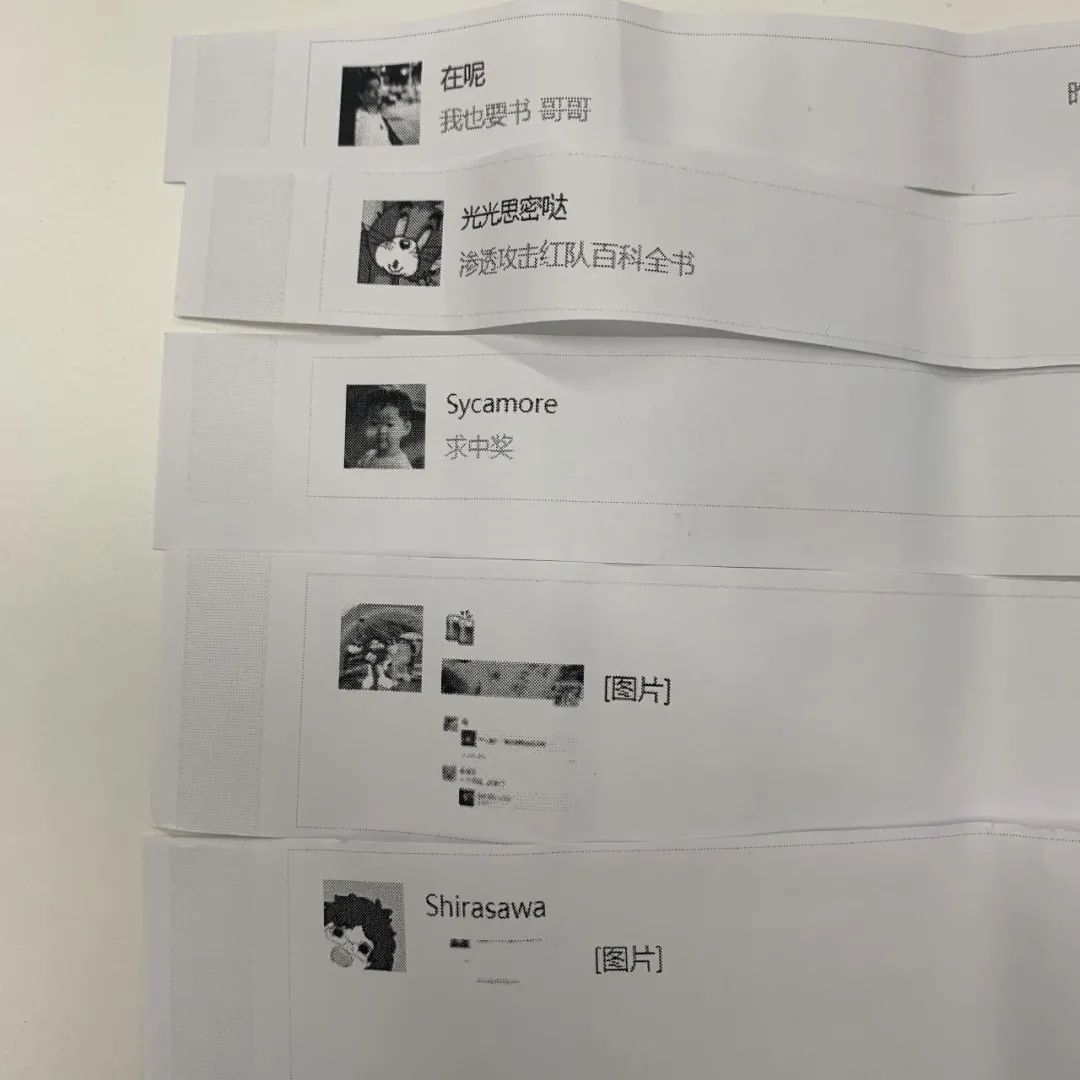 在呢
我也要书 哥哥
光光思密哒
渗透攻击红队百科全书
Sycamore
求中奖
[图片]
Shirasawa
[图片]